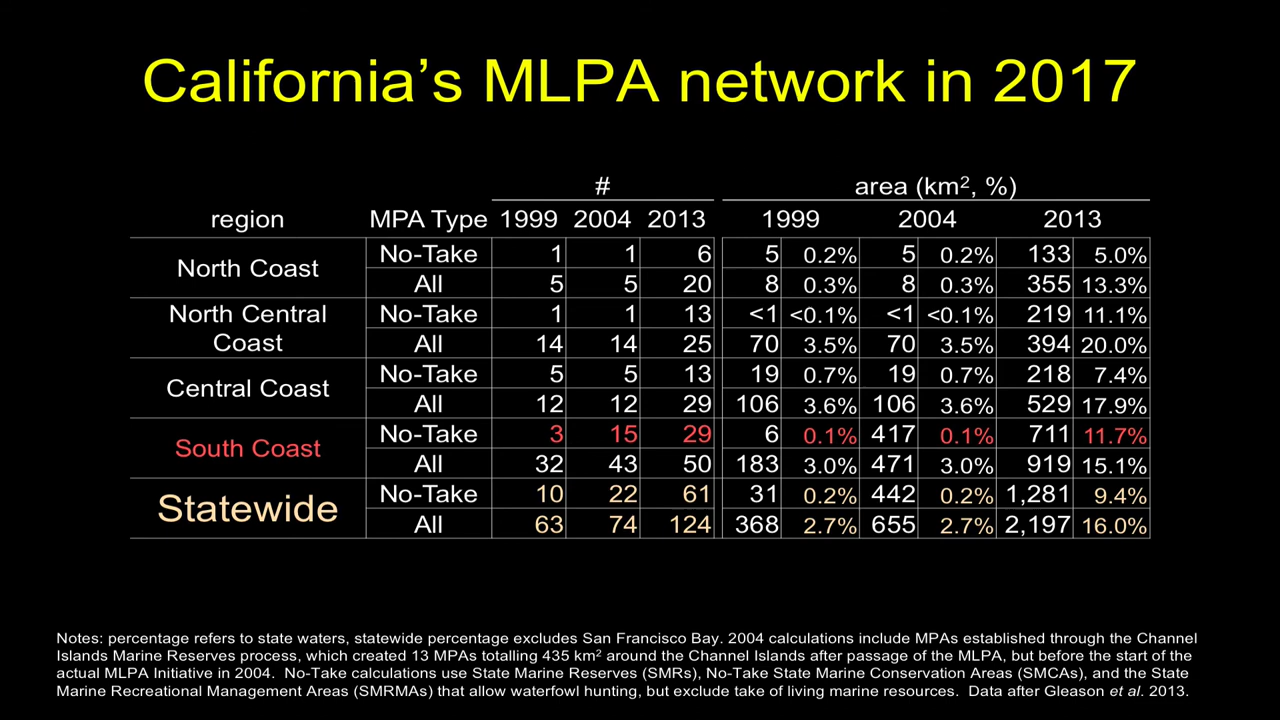 California’s MLPA network in 2017
# area (km², %)
region MPA Type 1999 2004 2013 1999 2004 2013
North Coast No-Take 1 1 6 5 0.2% 5 0.2% 133 5.0%
All 5 5 20 8 0.3% 8 0.3% 355 13.3%
North Central Coast No-Take 1 1 13 <1 <0.1% <1 <0.1% 219 11.1%
All 14 14 25 70 3.5% 70 3.5% 394 20.0%
Central Coast No-Take 5 5 13 19 0.7% 19 0.7% 218 7.4%
All 12 12 29 106 3.6% 106 3.6% 529 17.9%
South Coast No-Take 3 15 29 6 0.1% 417 0.1% 711 11.7%
All 32 43 50 183 3.0% 471 3.0% 919 15.1%
Statewide No-Take 10 22 61 31 0.2% 442 0.2% 1,281 9.4%
All 63 74 124 368 2.7% 655 2.7% 2,197 16.0%
Notes: percentage refers to state waters, statewide percentage excludes San Francisco Bay. 2004 calculations include MPAs established through the Channel
Islands Marine Reserves process, which created 13 MPAs totalling 435 km² around the Channel Islands after passage of the MLPA, but before the start of the
actual MLPA Initiative in 2004. No-Take calculations use State Marine Reserves (SMRs), No-Take State Marine Conservation Areas (SMCAs), and the State
Marine Recreational Management Areas (SMRMAs) that allow waterfowl hunting, but exclude take of living marine resources. Data after Gleason et al. 2013.